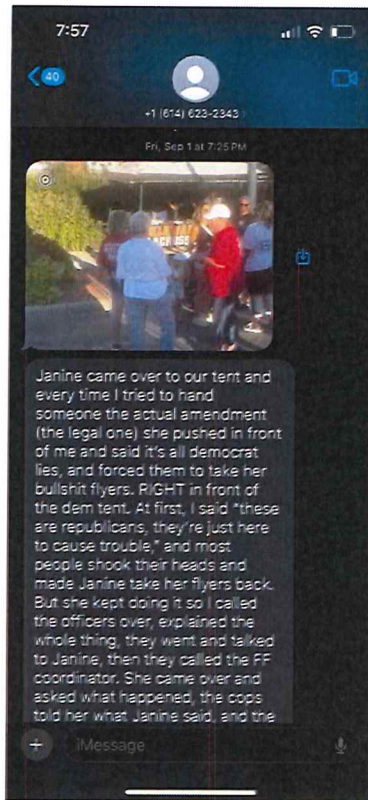 7:57
40
+1 (614) 623-2343
Fri, Sep 1 at 7:25 PM
Janine came over to our tent and
every time I tried to hand
someone the actual amendment
(the legal one) she pushed in front
of me and said it's all democrat
lies, and forced them to take her
bullshit flyers. RIGHT in front of
the dem tent. At first, I said "these
are republicans, they're just here
to cause trouble," and most
people shook their heads and
made Janine take her flyers back.
But she kept doing it so I called
the officers over, explained the
whole thing, they went and talked
to Janine, then they called the FF
coordinator. She came over and
asked what happened, the cops
told her what Janine said, and the
iMessage